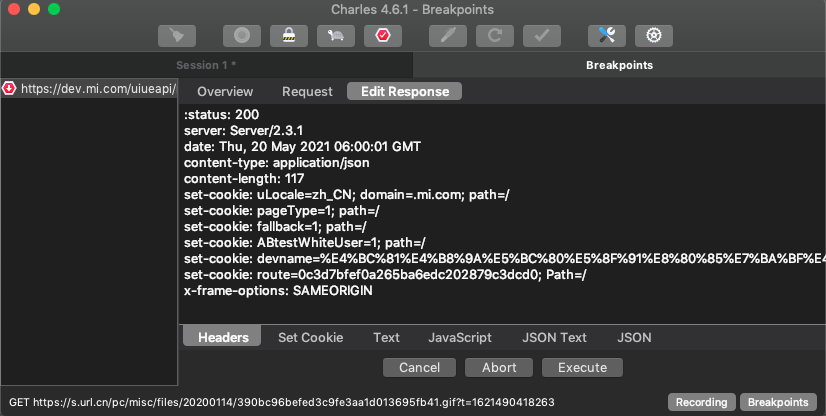 Charles 4.6.1 - Breakpoints
Session 1 *
Breakpoints
https://dev.mi.com/uiueapi/
Overview
Request
Edit Response
:status: 200
server: Server/2.3.1
date: Thu, 20 May 2021 06:00:01 GMT
content-type: application/json
content-length: 117
set-cookie: uLocale=zh_CN; domain=.mi.com; path=/
set-cookie: pageType=1; path=/
set-cookie: fallback=1; path=/
set-cookie: ABtestWhiteUser=1; path=/
set-cookie: devname=%E4%BC%81%E4%B8%9A%E5%BC%80%E5%8F%91%E8%80%85%E7%BA%BF%E4
set-cookie: route=0c3d7bfef0a265ba6edc202879c3dcd0; Path=/
x-frame-options: SAMEORIGIN
Headers
Set Cookie
Text
JavaScript
JSON Text
JSON
Cancel
Abort
Execute
GET https://s.url.cn/pc/misc/files/20200114/390bc96befed3c9fe3aa1d013695fb41.gif?t=1621490418263
Recording
Breakpoints